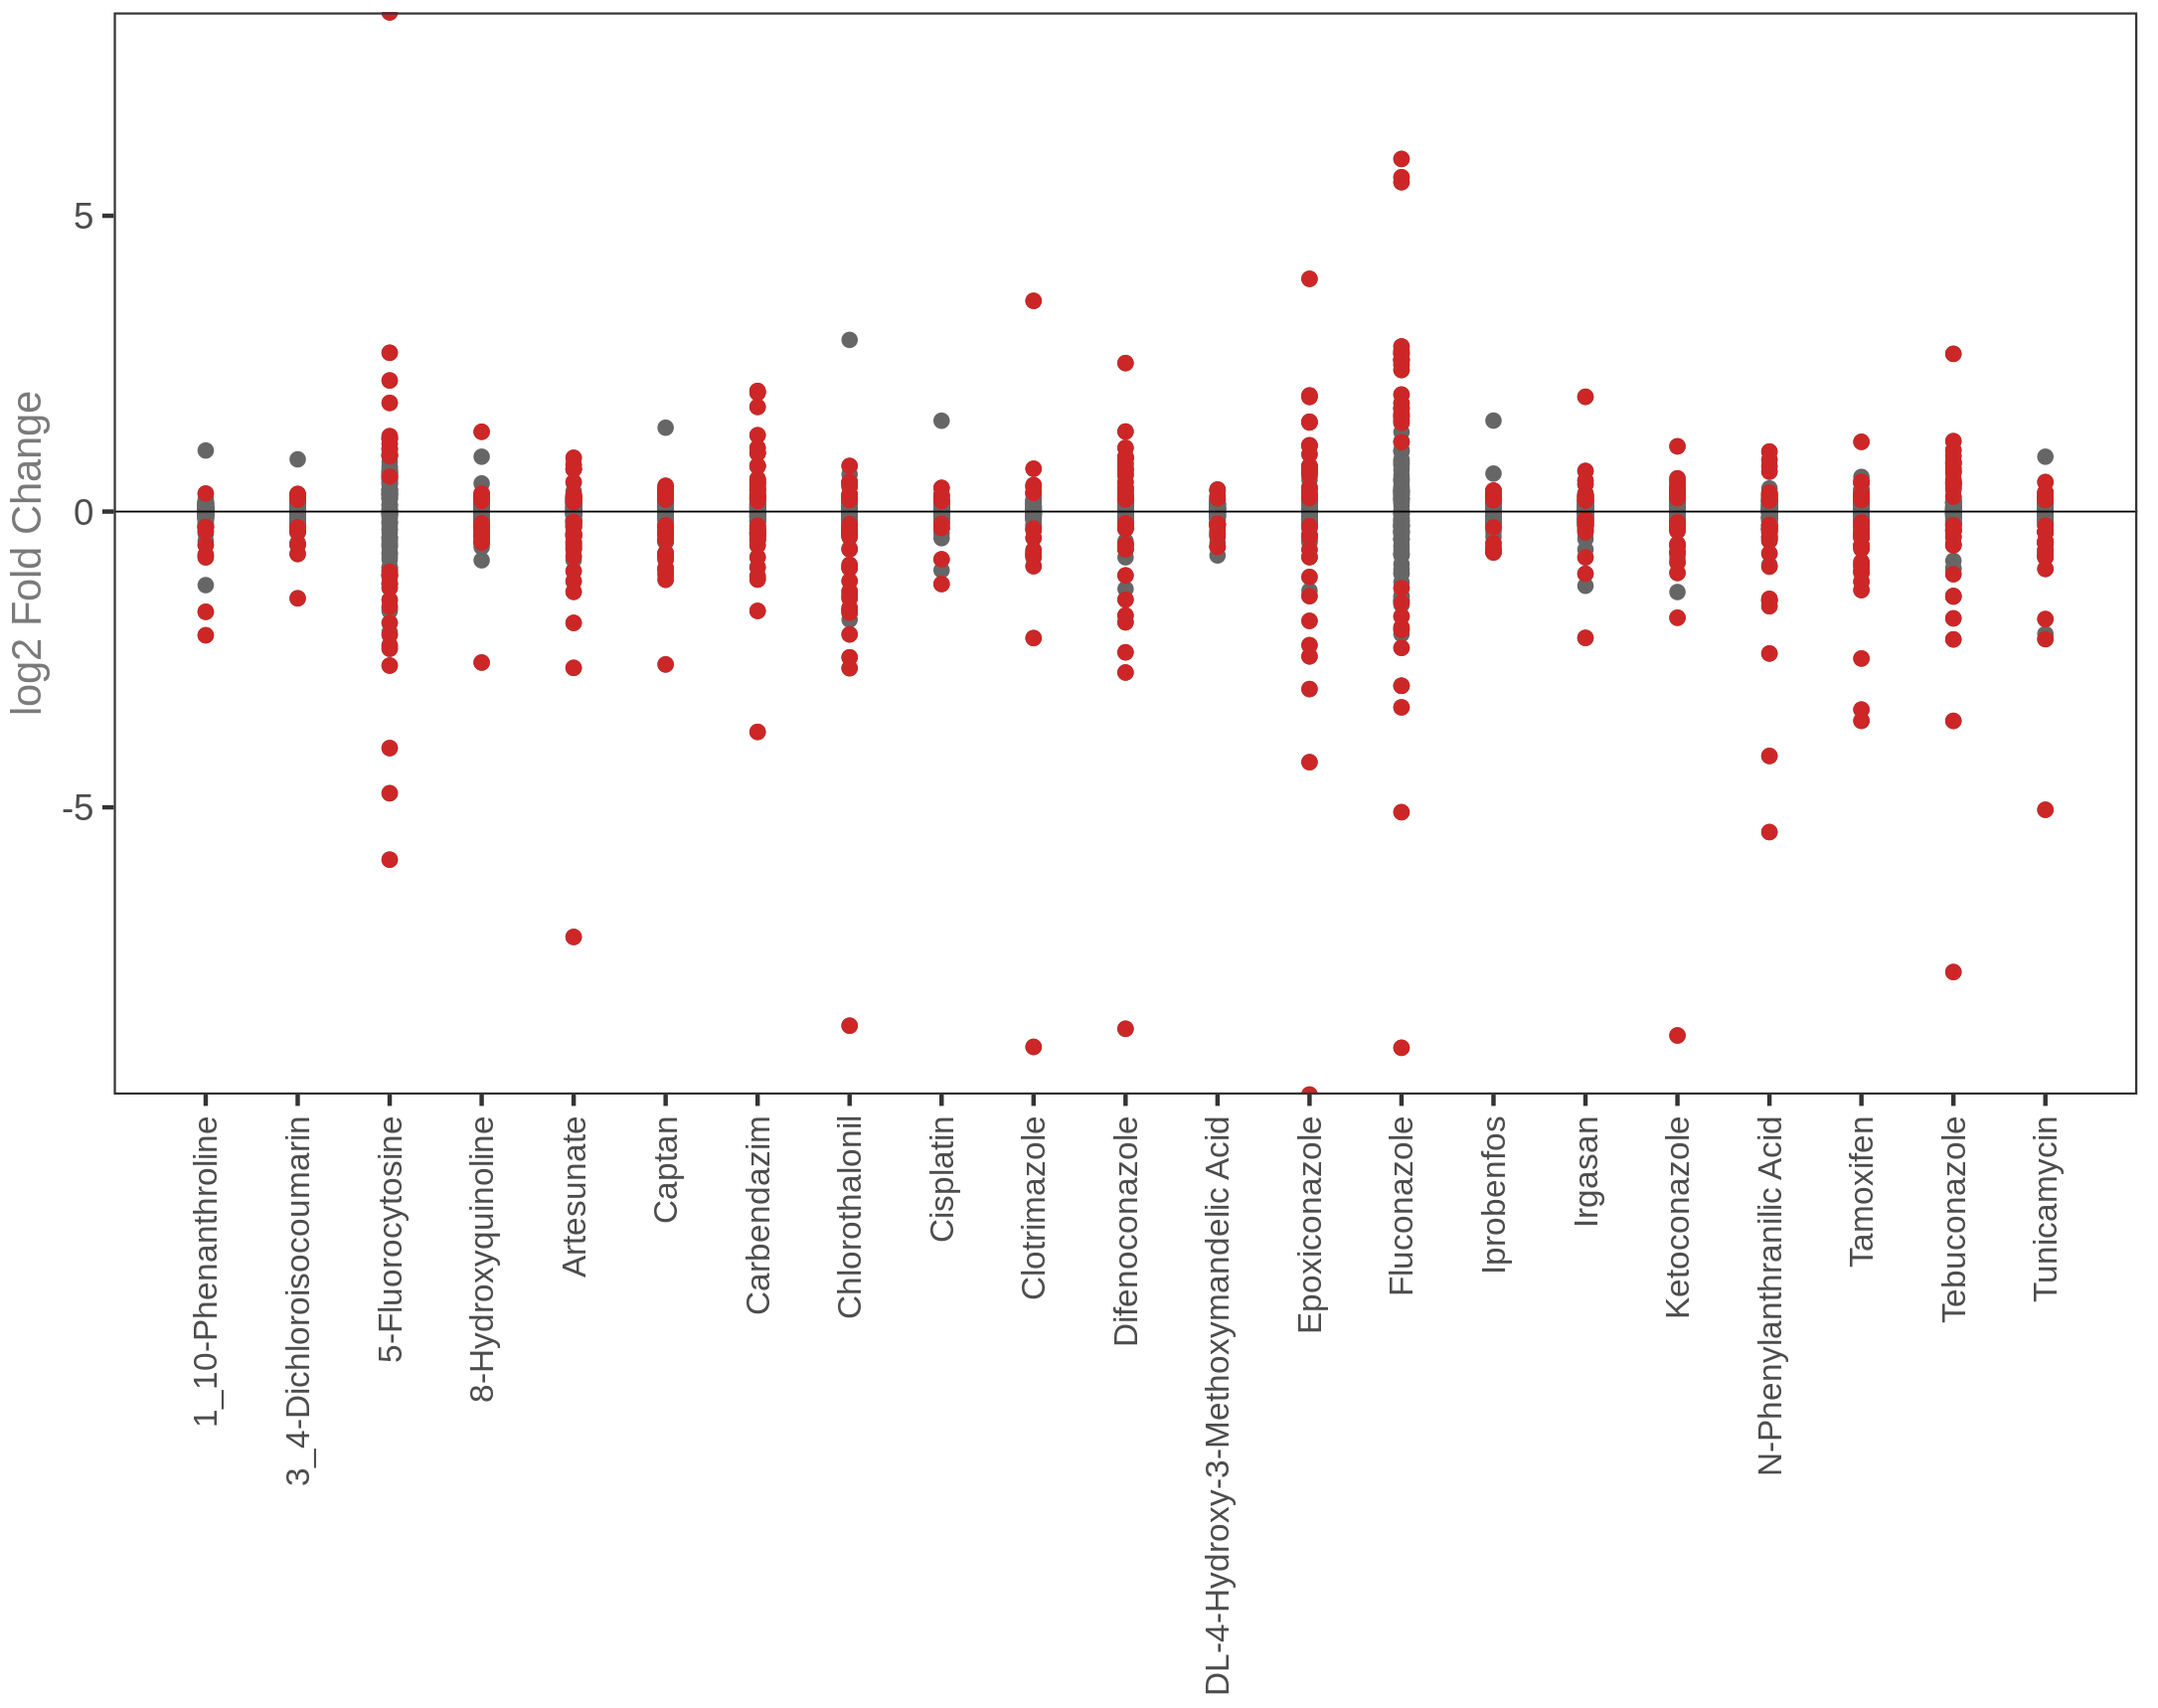 log2 Fold Change
5
0
-5
1_10-Phenanthroline
3_4-Dichloroisocoumarin
5-Fluorocytosine
8-Hydroxyquinoline
Artesunate
Captan
Carbendazim
Chlorothalonil
Cisplatin
Clotrimazole
Difenoconazole
DL-4-Hydroxy-3-Methoxymandelic Acid
Epoxiconazole
Fluconazole
Iprobenfos
Irgasan
Ketoconazole
N-Phenylanthranilic Acid
Tamoxifen
Tebuconazole
Tunicamycin